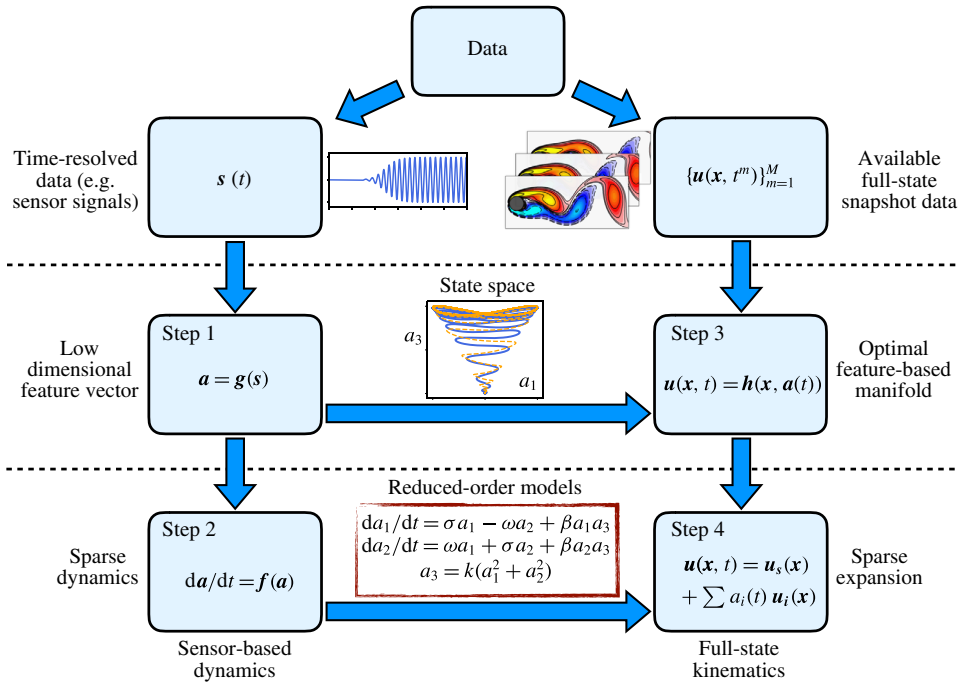 Data
Time-resolved
data (e.g.
sensor signals)
s (t)
{u(x, t^m)}_{m=1}^{M}
Available
full-state
snapshot data
State space
a_3
a_1
Low
dimensional
feature vector
Step 1
a = g(s)
Step 3
u(x, t) = h(x, a(t))
Optimal
feature-based
manifold
Reduced-order models
da_1/dt = σa_1 − ωa_2 + βa_1a_3
da_2/dt = ωa_1 + σa_2 + βa_2a_3
a_3 = k(a_1^2 + a_2^2)
Sparse
dynamics
Step 2
da/dt = f(a)
Step 4
u(x, t) = u_s(x)
+ ∑ a_i(t) u_i(x)
Sparse
expansion
Sensor-based
dynamics
Full-state
kinematics